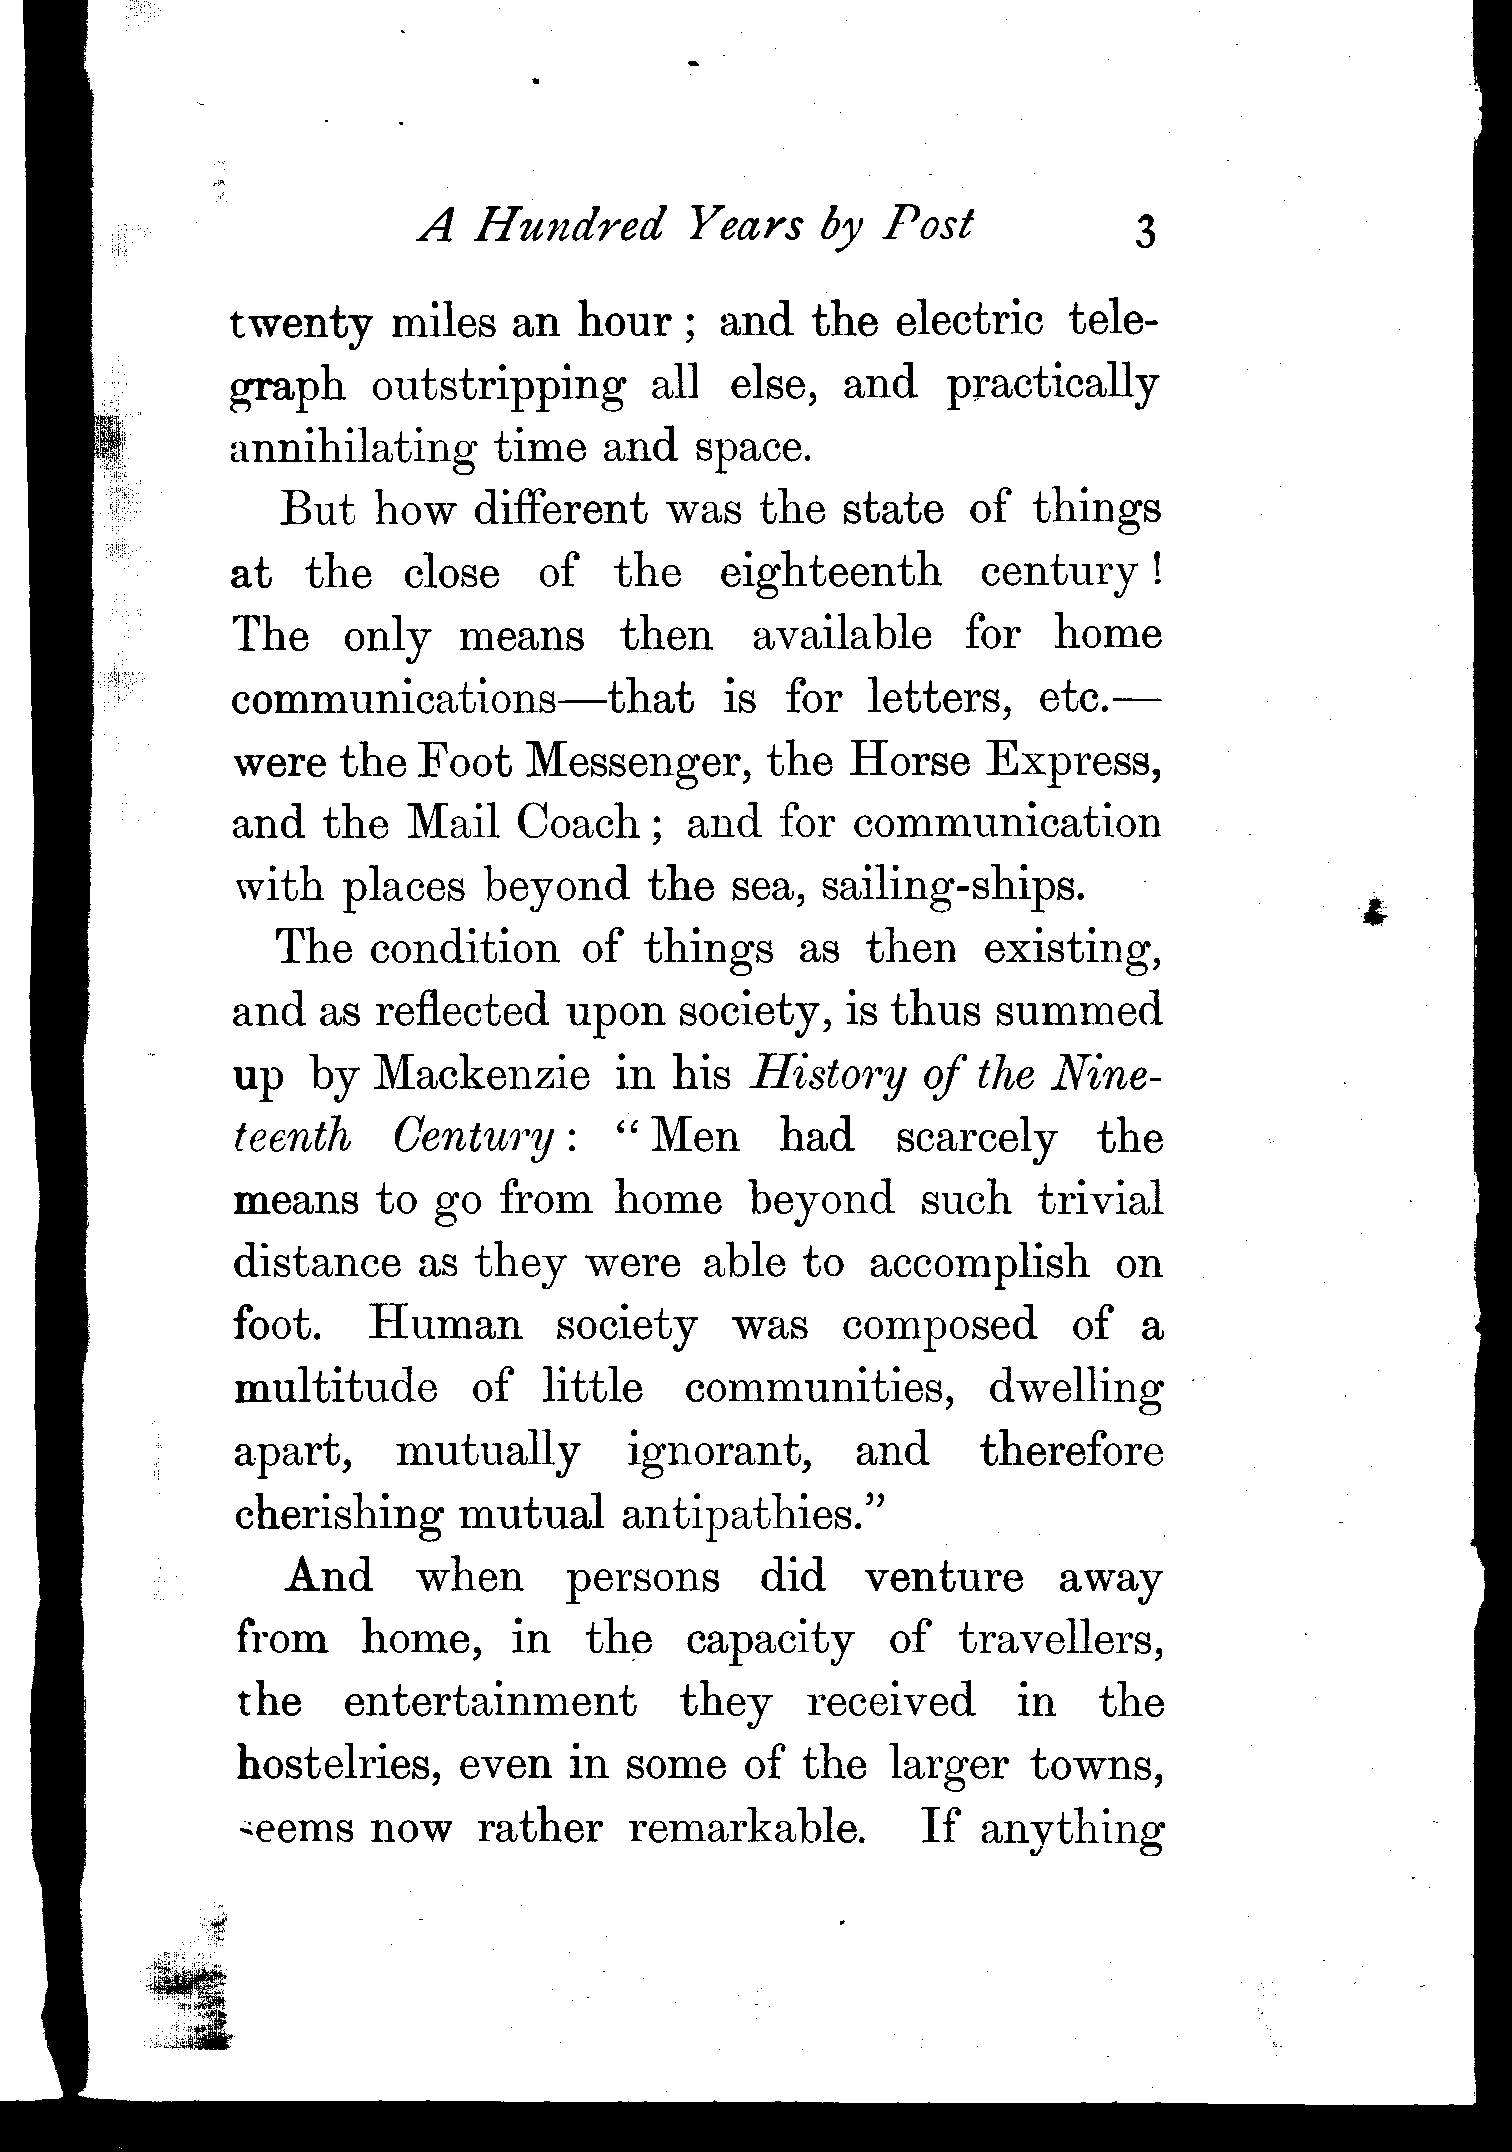 A Hundred Years by Post 3
twenty miles an hour ; and the electric tele-
graph outstripping all else, and practically
annihilating time and space.
But how different was the state of things
at the close of the eighteenth century !
The only means then available for home
communications—that is for letters, etc.—
were the Foot Messenger, the Horse Express,
and the Mail Coach ; and for communication
with places beyond the sea, sailing-ships.
The condition of things as then existing,
and as reflected upon society, is thus summed
up by Mackenzie in his History of the Nine-
teenth Century : “ Men had scarcely the
means to go from home beyond such trivial
distance as they were able to accomplish on
foot. Human society was composed of a
multitude of little communities, dwelling
apart, mutually ignorant, and therefore
cherishing mutual antipathies.”
And when persons did venture away
from home, in the capacity of travellers,
the entertainment they received in the
hostelries, even in some of the larger towns,
seems now rather remarkable. If anything